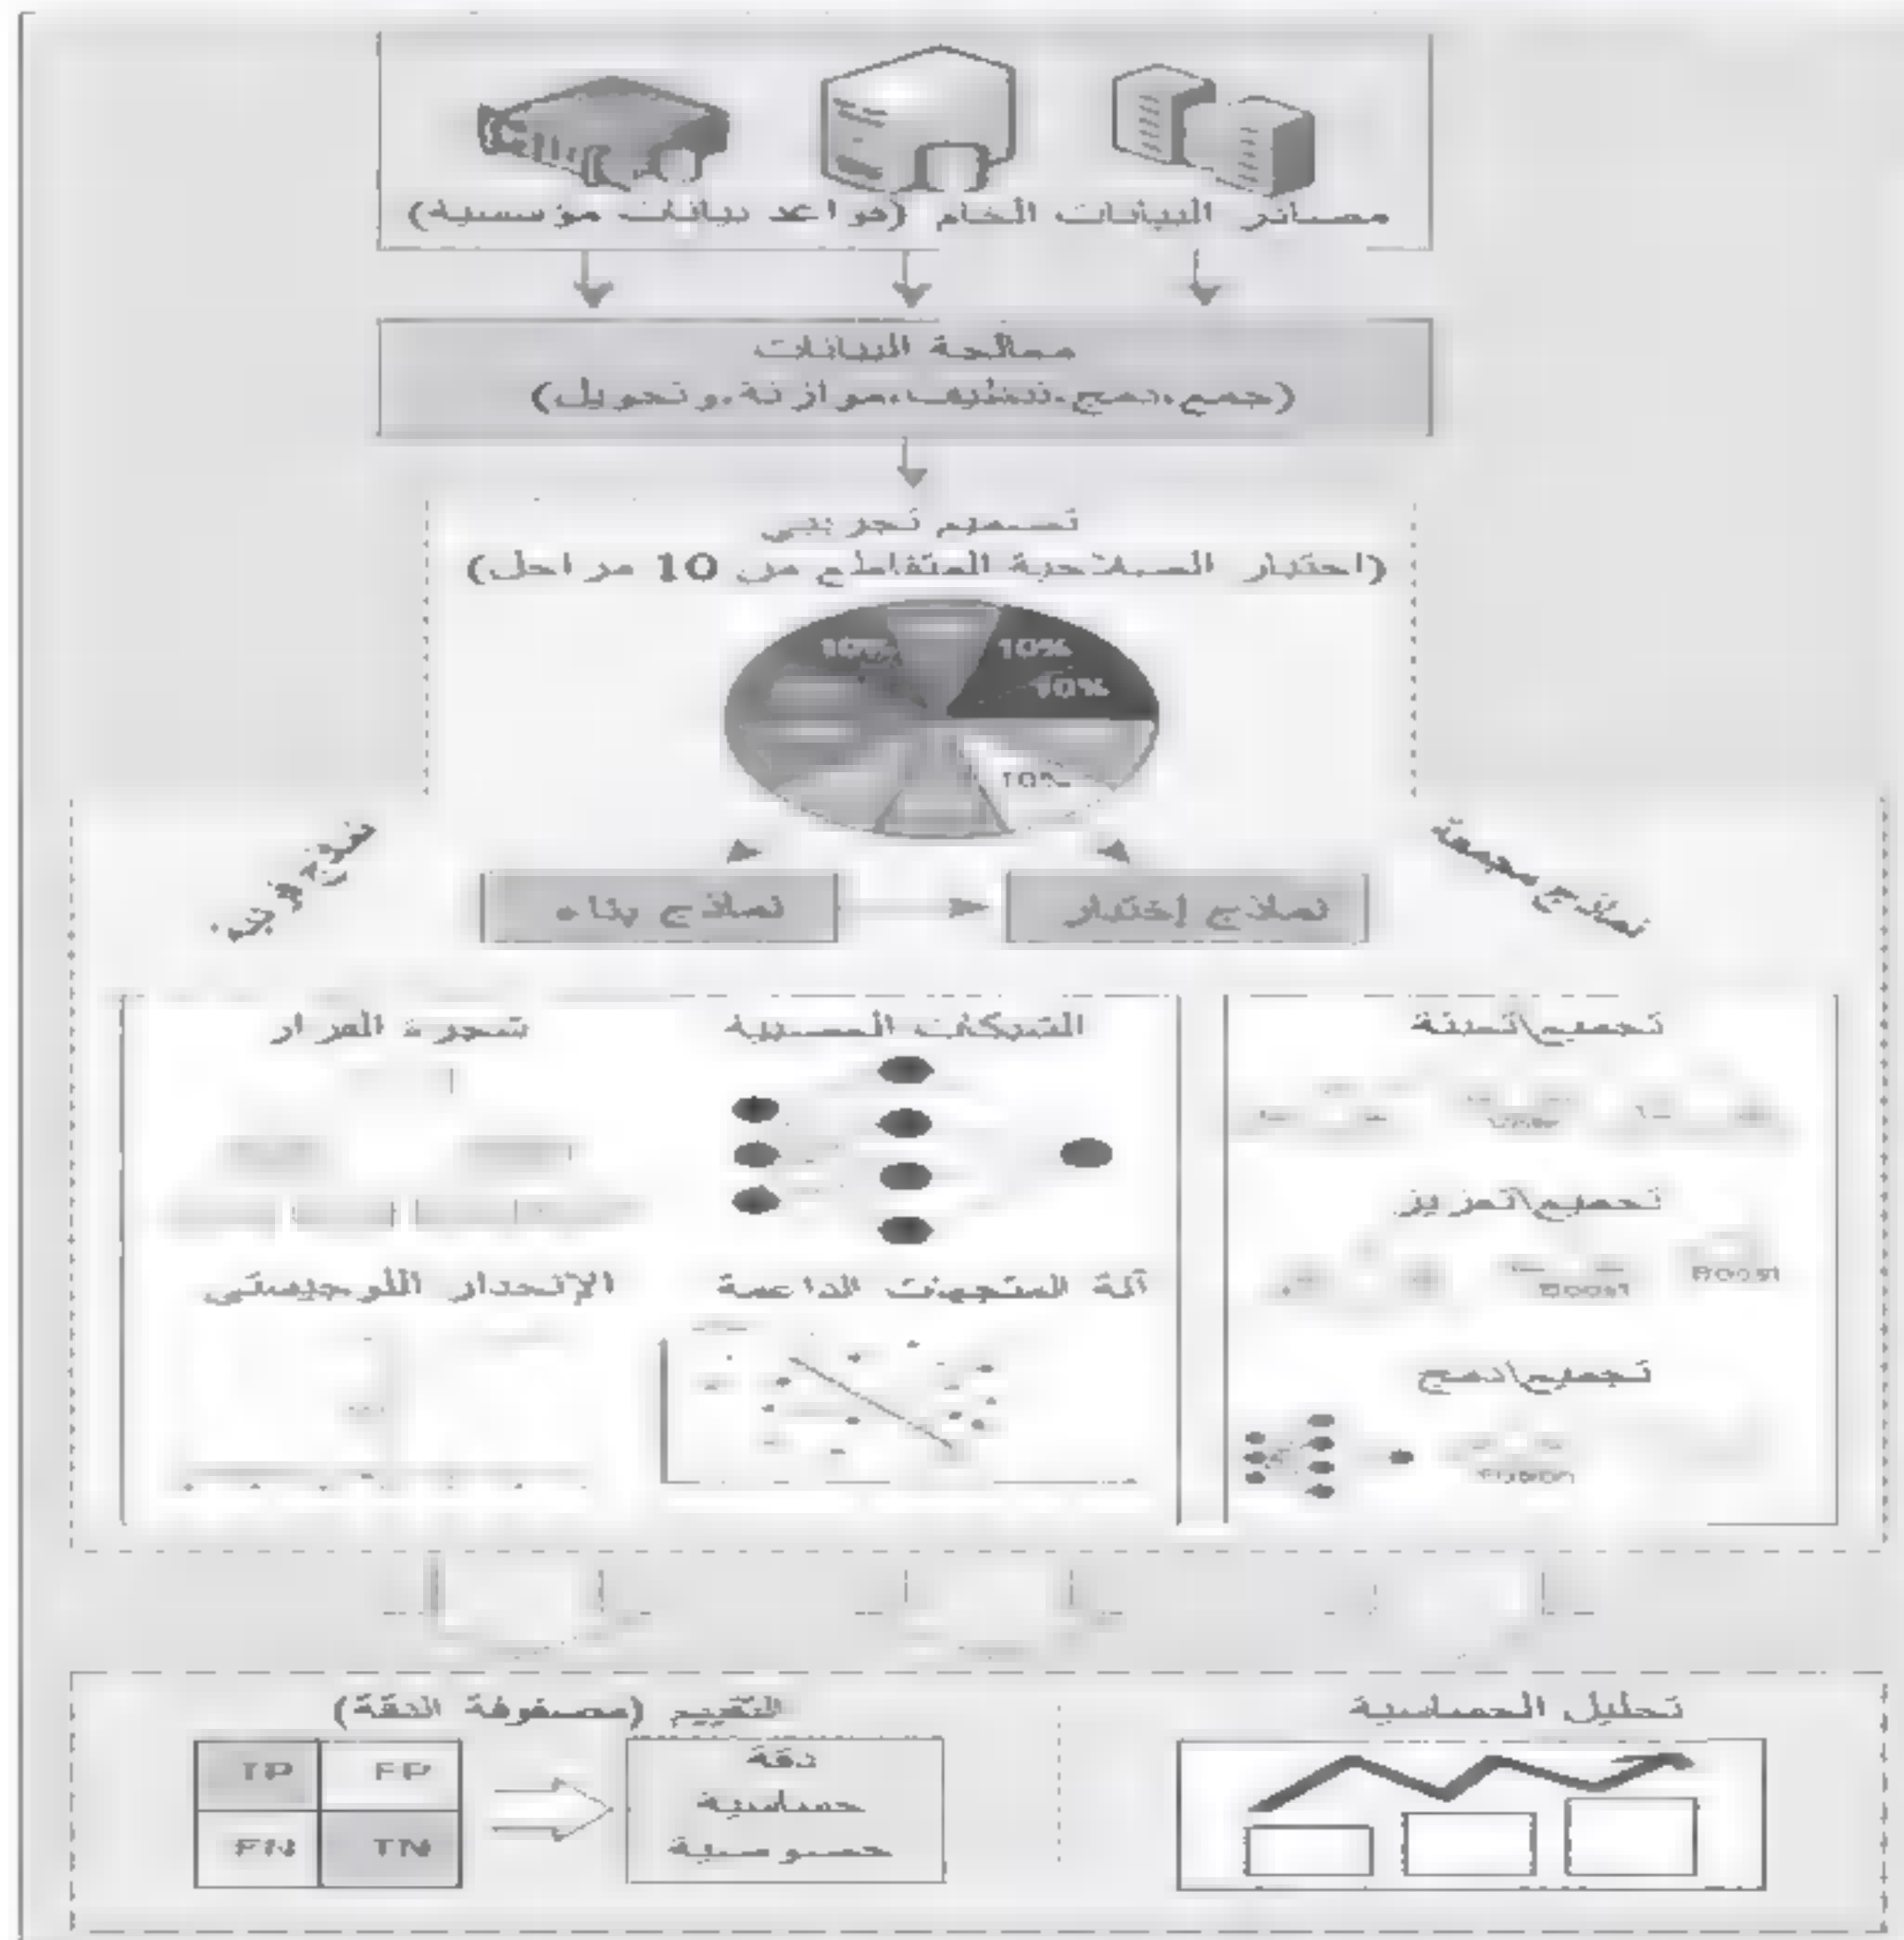 مصادر البيانات الخام (قواعد بيانات مؤسسية)
معالجة البيانات
(جمع،دمج،تنظيف،موازنة،وتحويل)
تصميم تجريبي
(اختبار الصلاحية المتقاطع من 10 مراحل)
10%
10%
10%
10%
نماذج مجمعة
نماذج فردية
نماذج إختبار
نماذج بناء
تجميع\تعبئة
الشبكات العصبية
شجرة القرار
تجميع\تعزيز
Boost
Boost
آلة المتجهات الداعمة
الإنحدار اللوجيستي
تجميع\دمج
Fusion
تحليل الحساسية
التقييم (مصفوفة الدقة)
TP FP
FN TN
دقة
حساسية
خصوصية